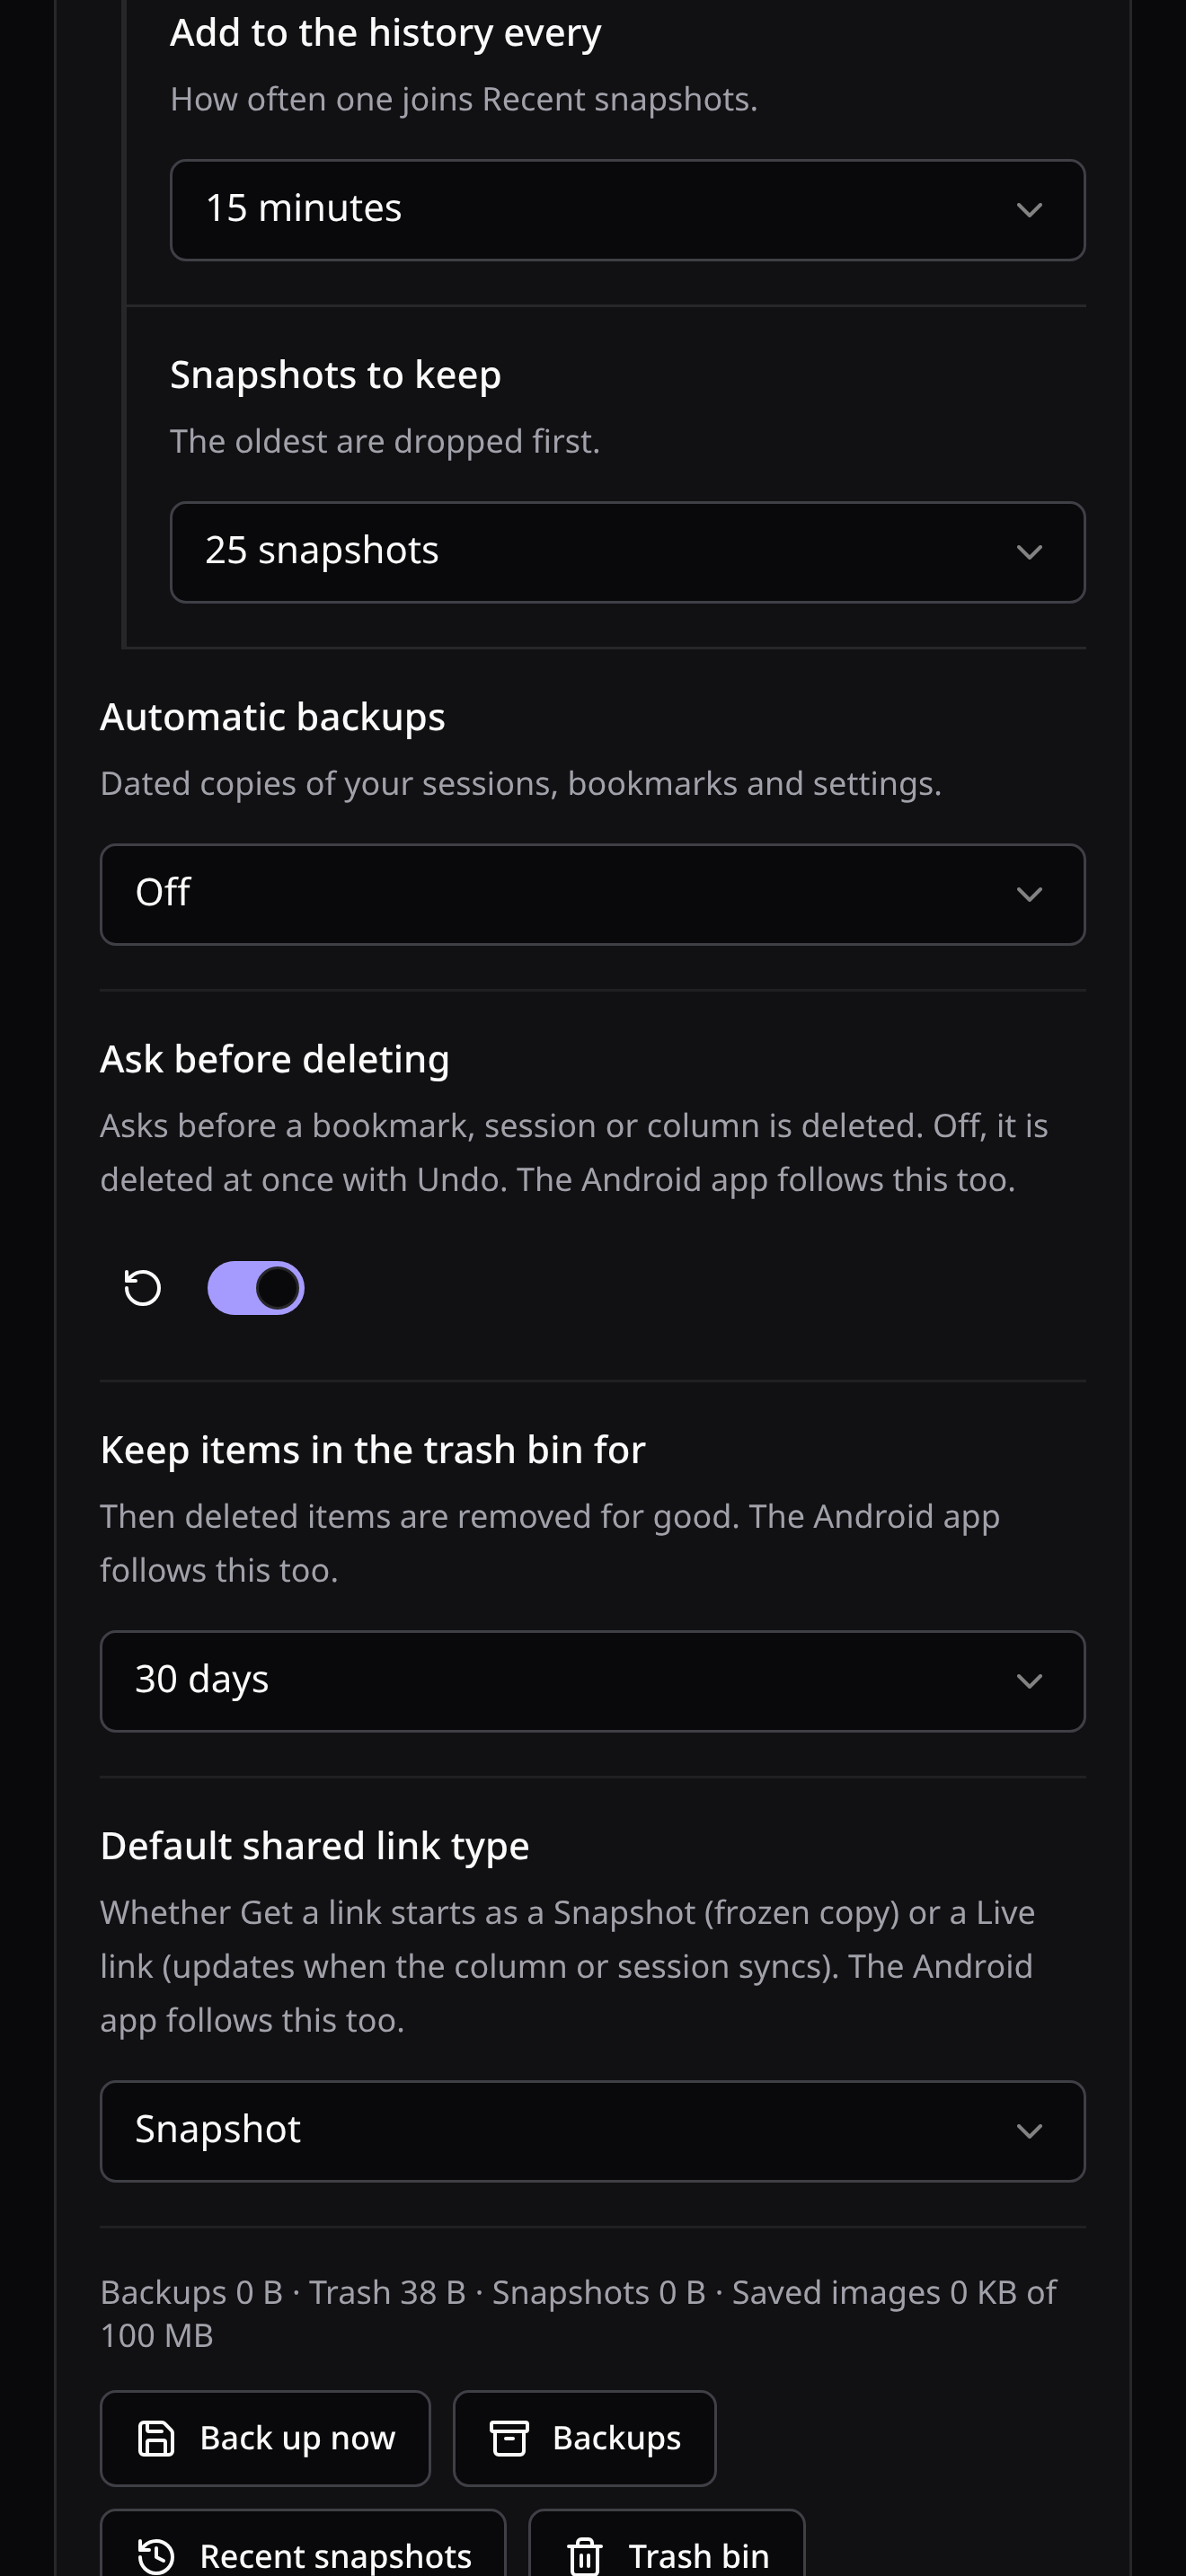 Add to the history every
How often one joins Recent snapshots.
15 minutes
Snapshots to keep
The oldest are dropped first.
25 snapshots
Automatic backups
Dated copies of your sessions, bookmarks and settings.
Off
Ask before deleting
Asks before a bookmark, session or column is deleted. Off, it is
deleted at once with Undo. The Android app follows this too.
Keep items in the trash bin for
Then deleted items are removed for good. The Android app
follows this too.
30 days
Default shared link type
Whether Get a link starts as a Snapshot (frozen copy) or a Live
link (updates when the column or session syncs). The Android
app follows this too.
Snapshot
Backups 0 B · Trash 38 B · Snapshots 0 B · Saved images 0 KB of
100 MB
Back up now
Backups
Recent snapshots
Trash bin